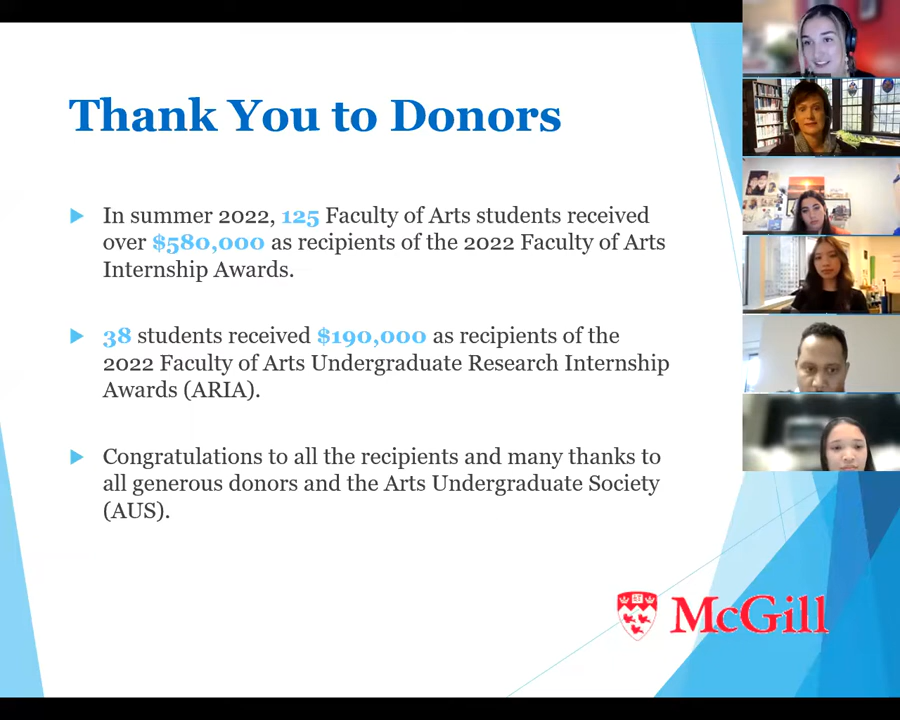 Thank You to Donors
In summer 2022, 125 Faculty of Arts students received
over $580,000 as recipients of the 2022 Faculty of Arts
Internship Awards.
38 students received $190,000 as recipients of the
2022 Faculty of Arts Undergraduate Research Internship
Awards (ARIA).
Congratulations to all the recipients and many thanks to
all generous donors and the Arts Undergraduate Society
(AUS).
McGill